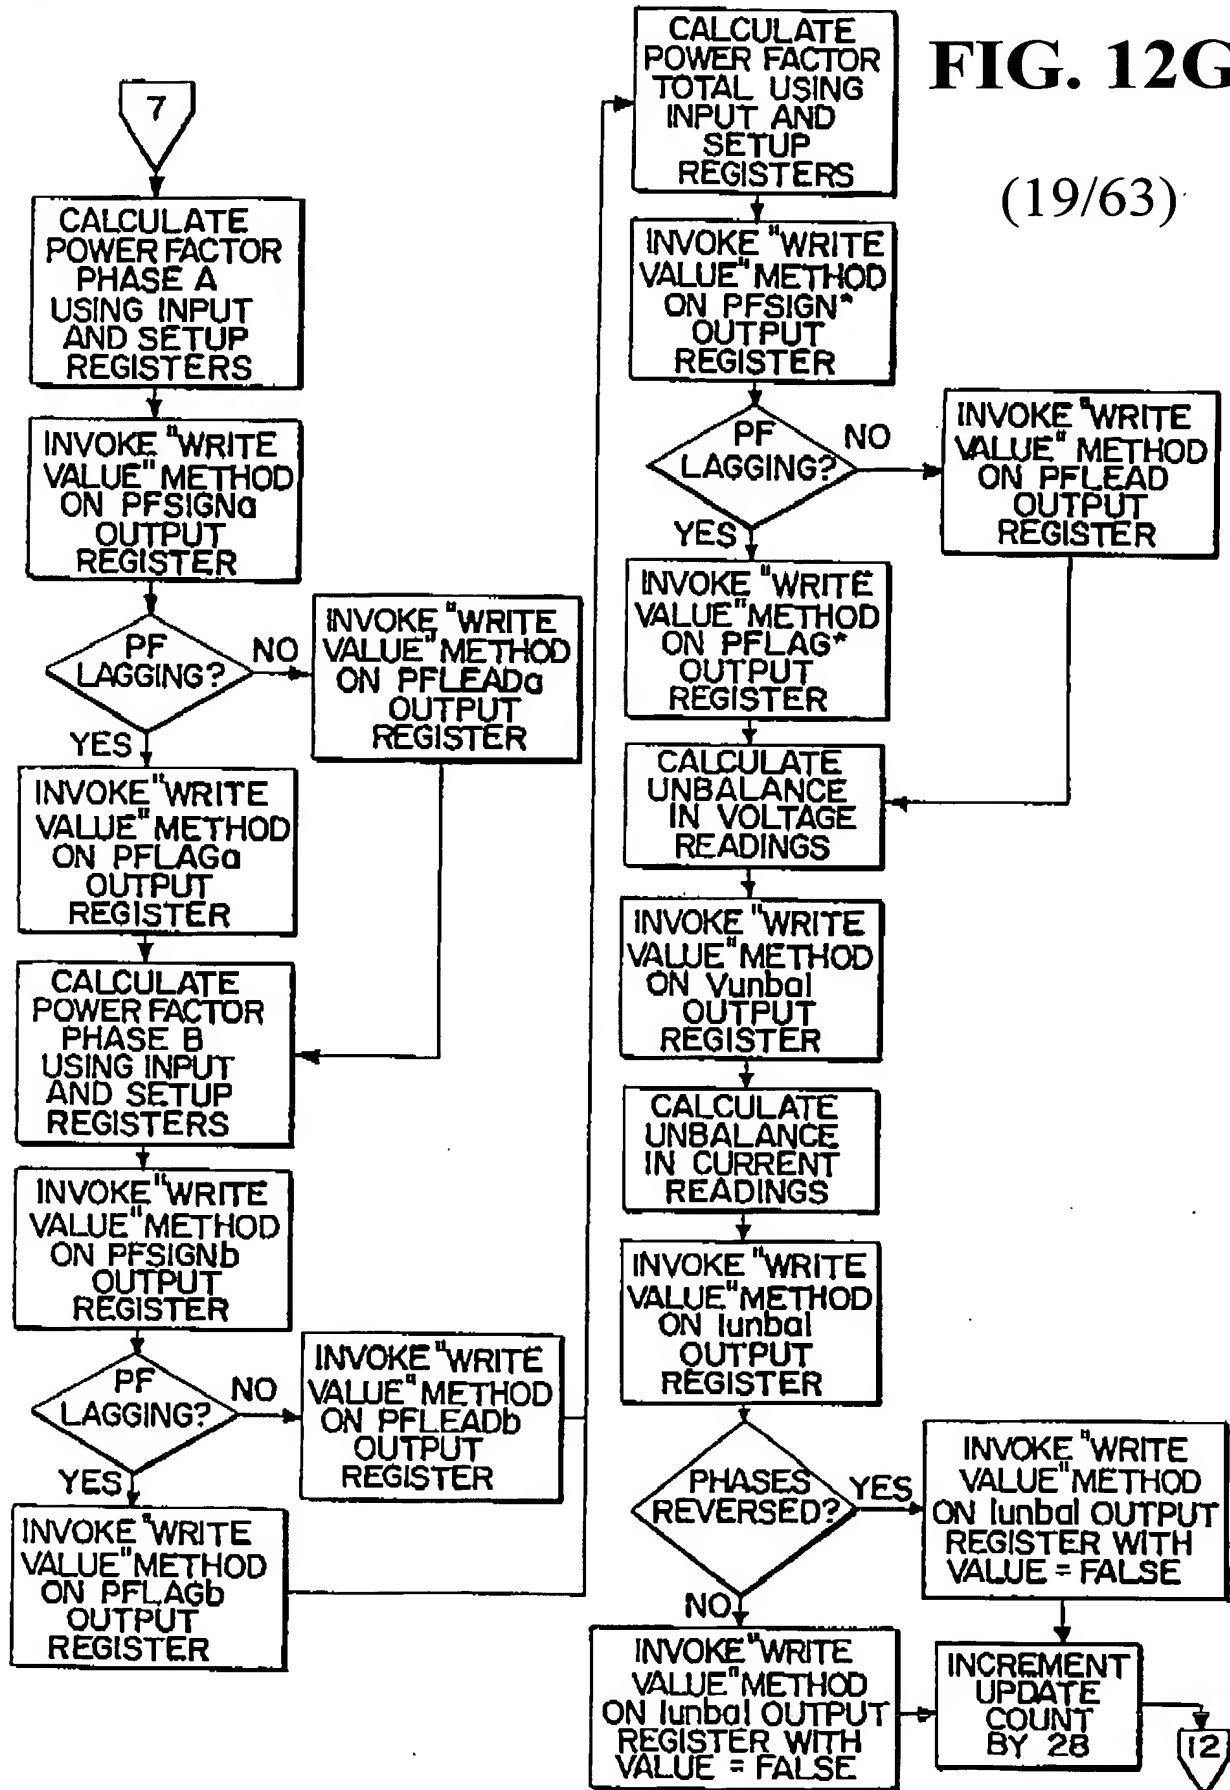 FIG. 12G
(19/63)
7
CALCULATE
POWER FACTOR
PHASE A
USING INPUT
AND SETUP
REGISTERS
INVOKE "WRITE
VALUE" METHOD
ON PFSIGNa
OUTPUT
REGISTER
PF
LAGGING?
NO
YES
INVOKE "WRITE
VALUE" METHOD
ON PFLEADa
OUTPUT
REGISTER
INVOKE "WRITE
VALUE" METHOD
ON PFLAGa
OUTPUT
REGISTER
CALCULATE
POWER FACTOR
PHASE B
USING INPUT
AND SETUP
REGISTERS
INVOKE "WRITE
VALUE" METHOD
ON PFSIGNb
OUTPUT
REGISTER
PF
LAGGING?
NO
YES
INVOKE "WRITE
VALUE" METHOD
ON PFLEADb
OUTPUT
REGISTER
INVOKE "WRITE
VALUE" METHOD
ON PFLAGb
OUTPUT
REGISTER
CALCULATE
POWER FACTOR
TOTAL USING
INPUT AND
SETUP
REGISTERS
INVOKE "WRITE
VALUE" METHOD
ON PFSIGN*
OUTPUT
REGISTER
PF
LAGGING?
NO
YES
INVOKE "WRITE
VALUE" METHOD
ON PFLEAD
OUTPUT
REGISTER
INVOKE "WRITE
VALUE" METHOD
ON PFLAG*
OUTPUT
REGISTER
CALCULATE
UNBALANCE
IN VOLTAGE
READINGS
INVOKE "WRITE
VALUE" METHOD
ON Vunbal
OUTPUT
REGISTER
CALCULATE
UNBALANCE
IN CURRENT
READINGS
INVOKE "WRITE
VALUE" METHOD
ON Iunbal
OUTPUT
REGISTER
PHASES
REVERSED?
YES
NO
INVOKE "WRITE
VALUE" METHOD
ON Iunbal OUTPUT
REGISTER WITH
VALUE = FALSE
INVOKE "WRITE
VALUE" METHOD
ON Iunbal OUTPUT
REGISTER WITH
VALUE = FALSE
INCREMENT
UPDATE
COUNT
BY 28
12